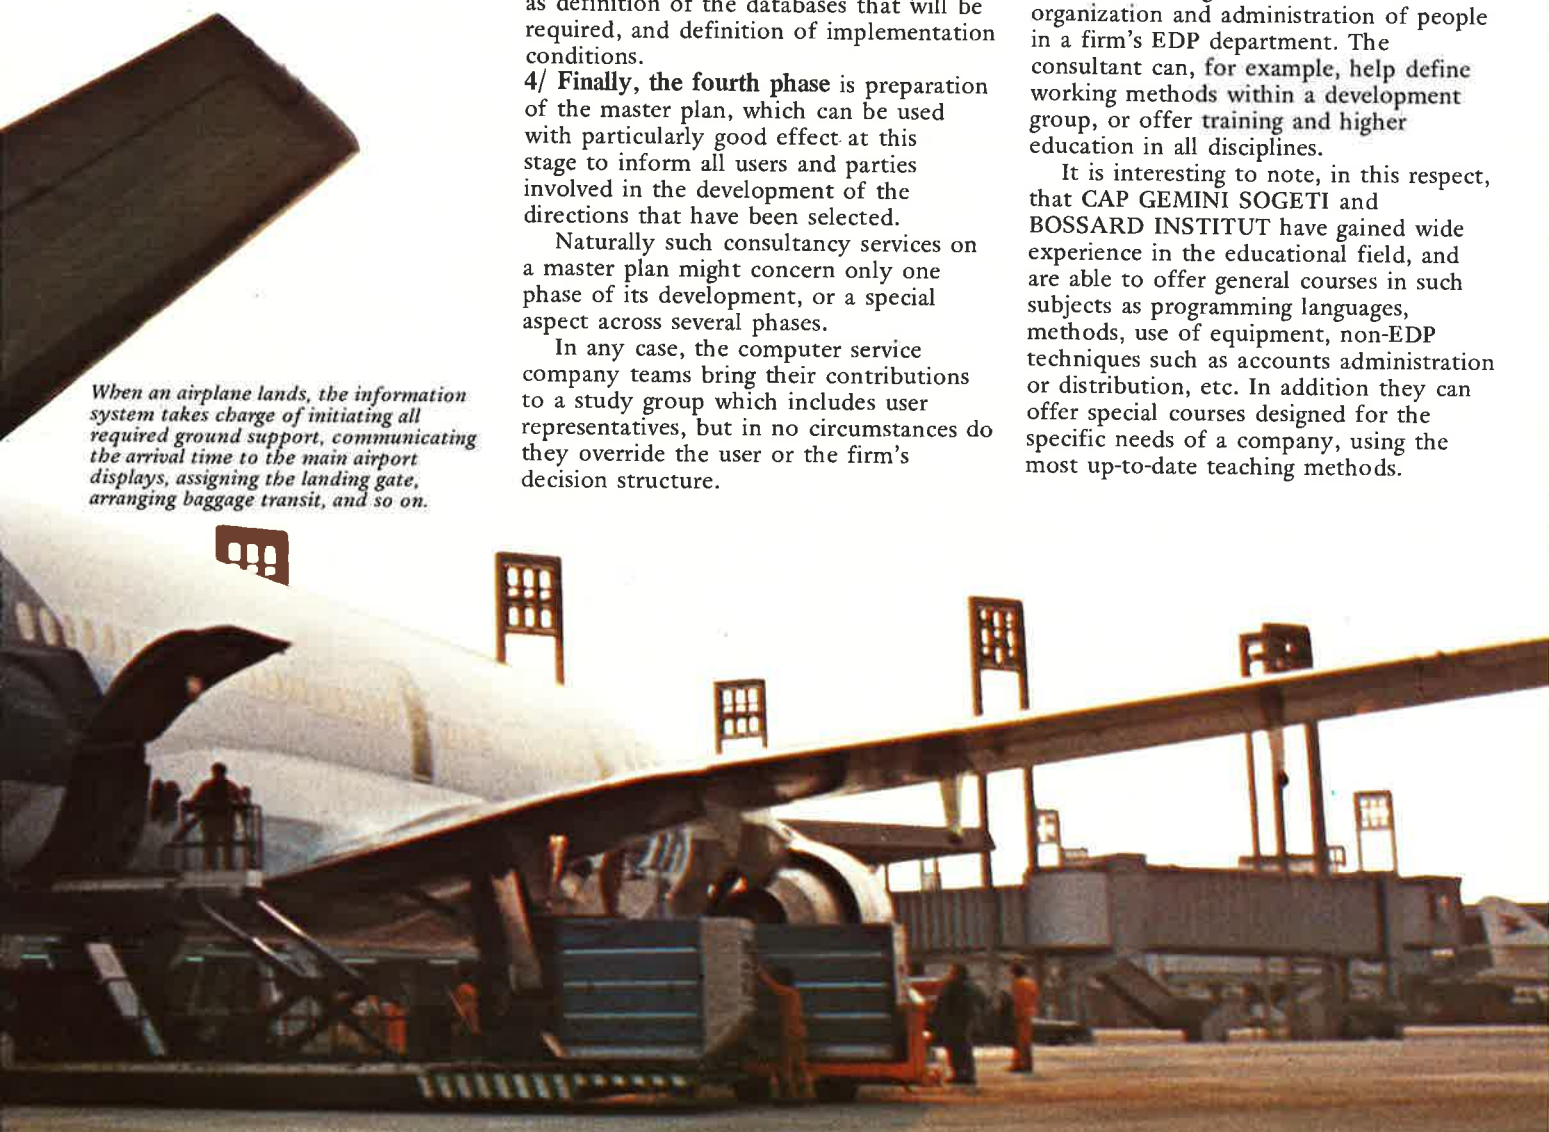 When an airplane lands, the information
system takes charge of initiating all
required ground support, communicating
the arrival time to the main airport
displays, assigning the landing gate,
arranging baggage transit, and so on.
as definition of the databases that will be
required, and definition of implementation
conditions.
4/ Finally, the fourth phase is preparation
of the master plan, which can be used
with particularly good effect at this
stage to inform all users and parties
involved in the development of the
directions that have been selected.
Naturally such consultancy services on
a master plan might concern only one
phase of its development, or a special
aspect across several phases.
In any case, the computer service
company teams bring their contributions
to a study group which includes user
representatives, but in no circumstances do
they override the user or the firm's
decision structure.
organization and administration of people
in a firm's EDP department. The
consultant can, for example, help define
working methods within a development
group, or offer training and higher
education in all disciplines.
It is interesting to note, in this respect,
that CAP GEMINI SOGETI and
BOSSARD INSTITUT have gained wide
experience in the educational field, and
are able to offer general courses in such
subjects as programming languages,
methods, use of equipment, non-EDP
techniques such as accounts administration
or distribution, etc. In addition they can
offer special courses designed for the
specific needs of a company, using the
most up-to-date teaching methods.